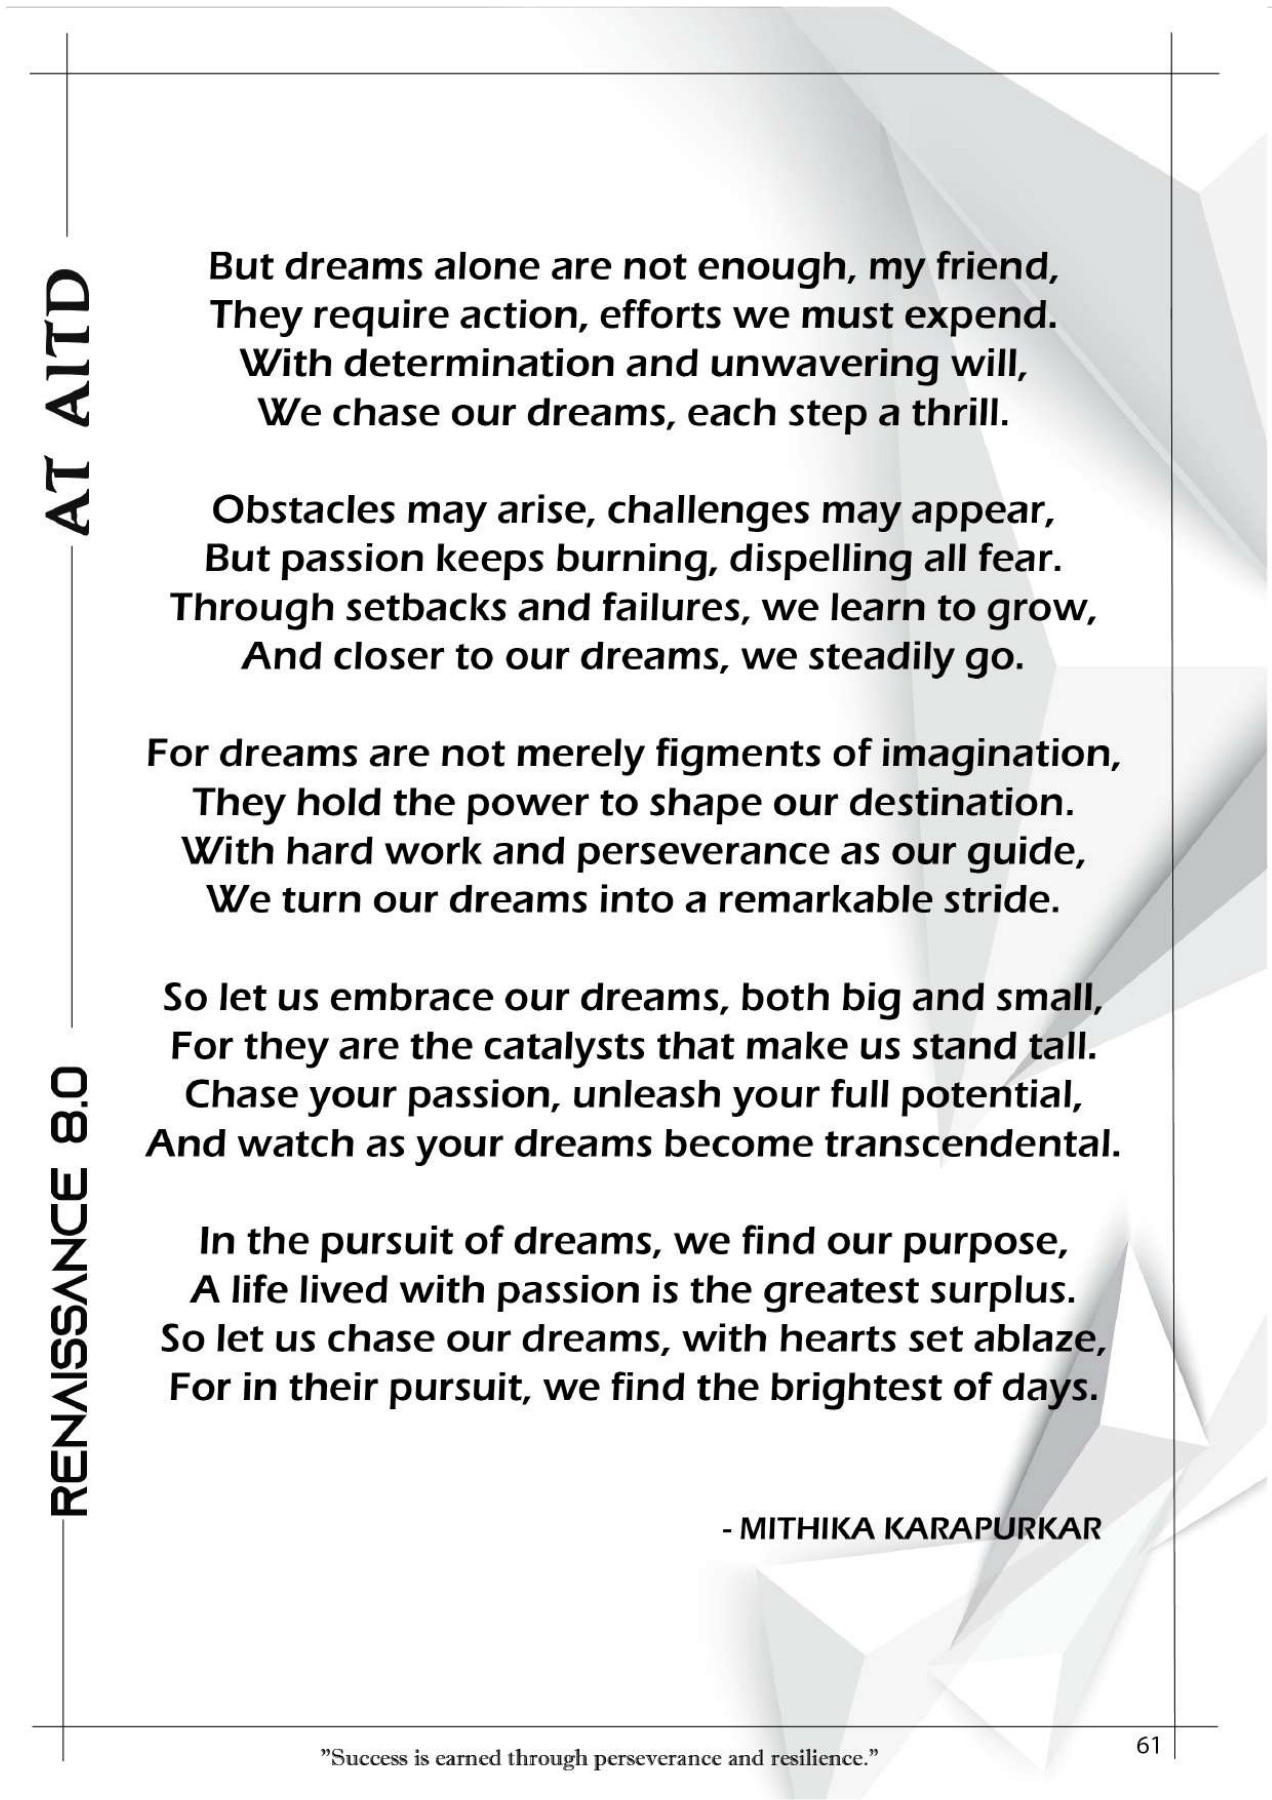 AT AITD
RENAISSANCE 8.0
But dreams alone are not enough, my friend,
They require action, efforts we must expend.
With determination and unwavering will,
We chase our dreams, each step a thrill.
Obstacles may arise, challenges may appear,
But passion keeps burning, dispelling all fear.
Through setbacks and failures, we learn to grow,
And closer to our dreams, we steadily go.
For dreams are not merely figments of imagination,
They hold the power to shape our destination.
With hard work and perseverance as our guide,
We turn our dreams into a remarkable stride.
So let us embrace our dreams, both big and small,
For they are the catalysts that make us stand tall.
Chase your passion, unleash your full potential,
And watch as your dreams become transcendental.
In the pursuit of dreams, we find our purpose,
A life lived with passion is the greatest surplus.
So let us chase our dreams, with hearts set ablaze,
For in their pursuit, we find the brightest of days.
- MITHIKA KARAPURKAR
”Success is earned through perseverance and resilience.”
61